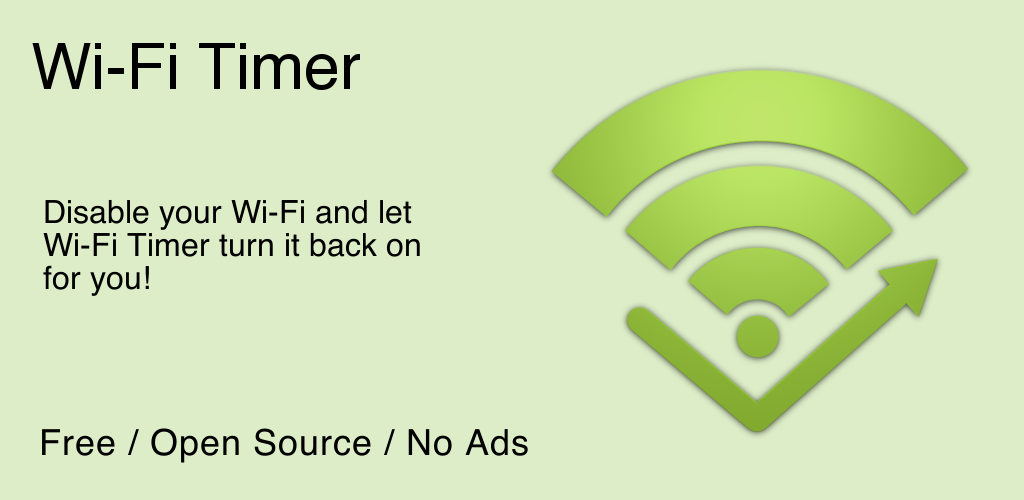 Wi-Fi Timer
Disable your Wi-Fi and let
Wi-Fi Timer turn it back on
for you!
Free / Open Source / No Ads